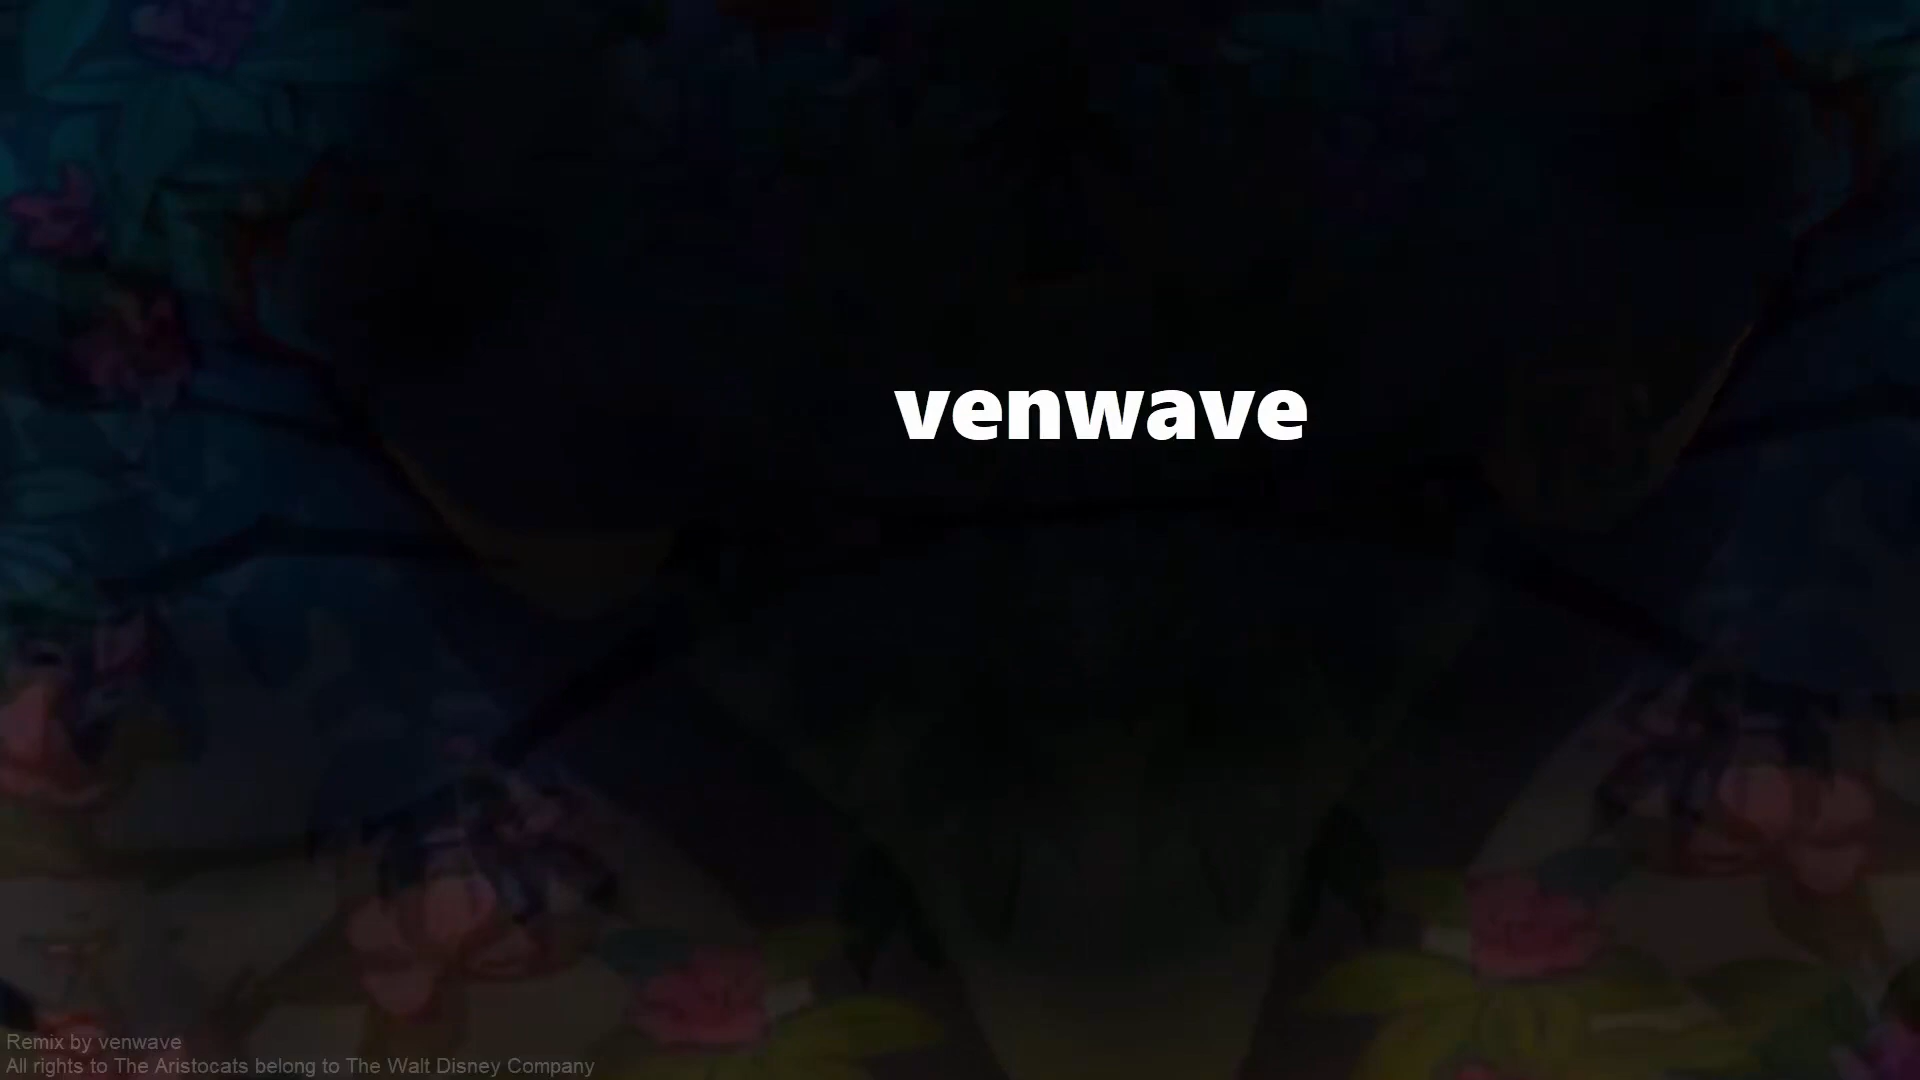 venwave
Remix by venwave
All rights to The Aristocats belong to The Walt Disney Company